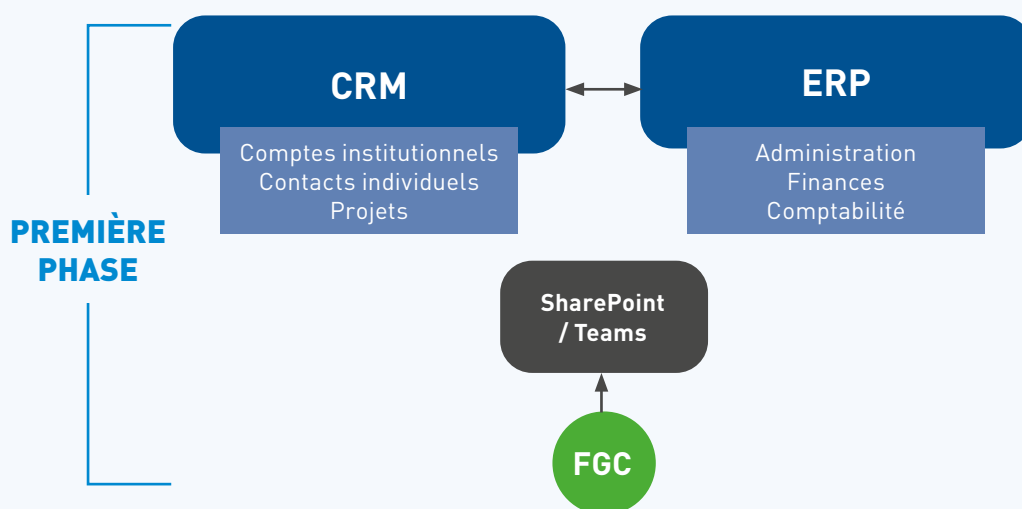 CRM
ERP
Comptes institutionnels
Contacts individuels
Projets
Administration
Finances
Comptabilité
PREMIÈRE
PHASE
SharePoint
/ Teams
FGC